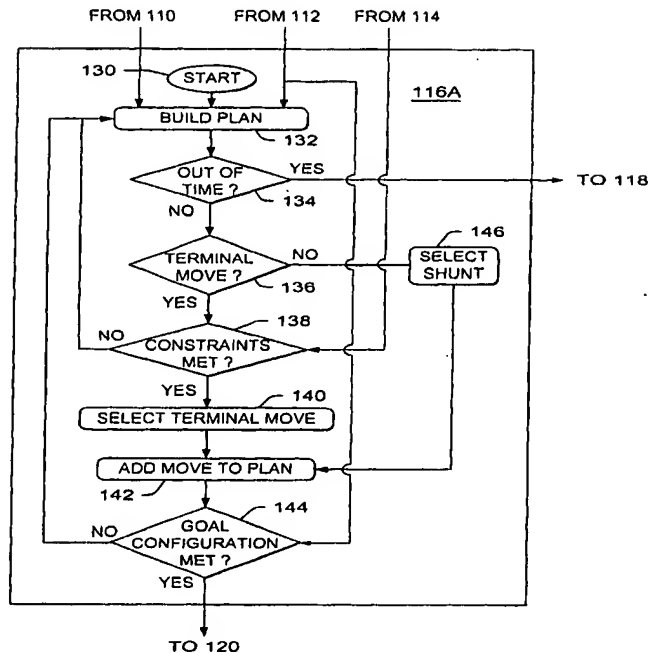 FROM 110
FROM 112
FROM 114
130
START
116A
BUILD PLAN
132
OUT OF
TIME ?
YES
134
TO 118
NO
146
TERMINAL
MOVE ?
NO
SELECT
SHUNT
136
YES
138
NO
CONSTRAINTS
MET ?
YES
140
SELECT TERMINAL MOVE
ADD MOVE TO PLAN
142
144
NO
GOAL
CONFIGURATION
MET ?
YES
TO 120